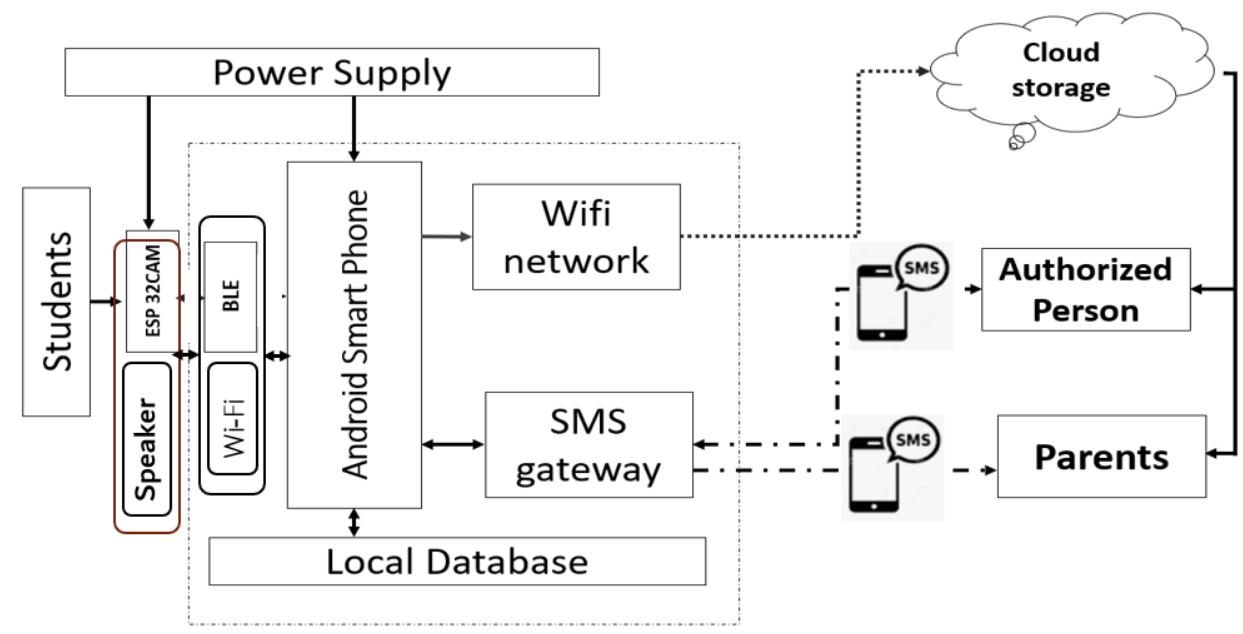 Power Supply
Cloud
storage
Students
ESP 32CAM
Speaker
BLE
Wi-Fi
Android Smart Phone
Wifi
network
SMS
gateway
Local Database
SMS
Authorized
Person
SMS
Parents